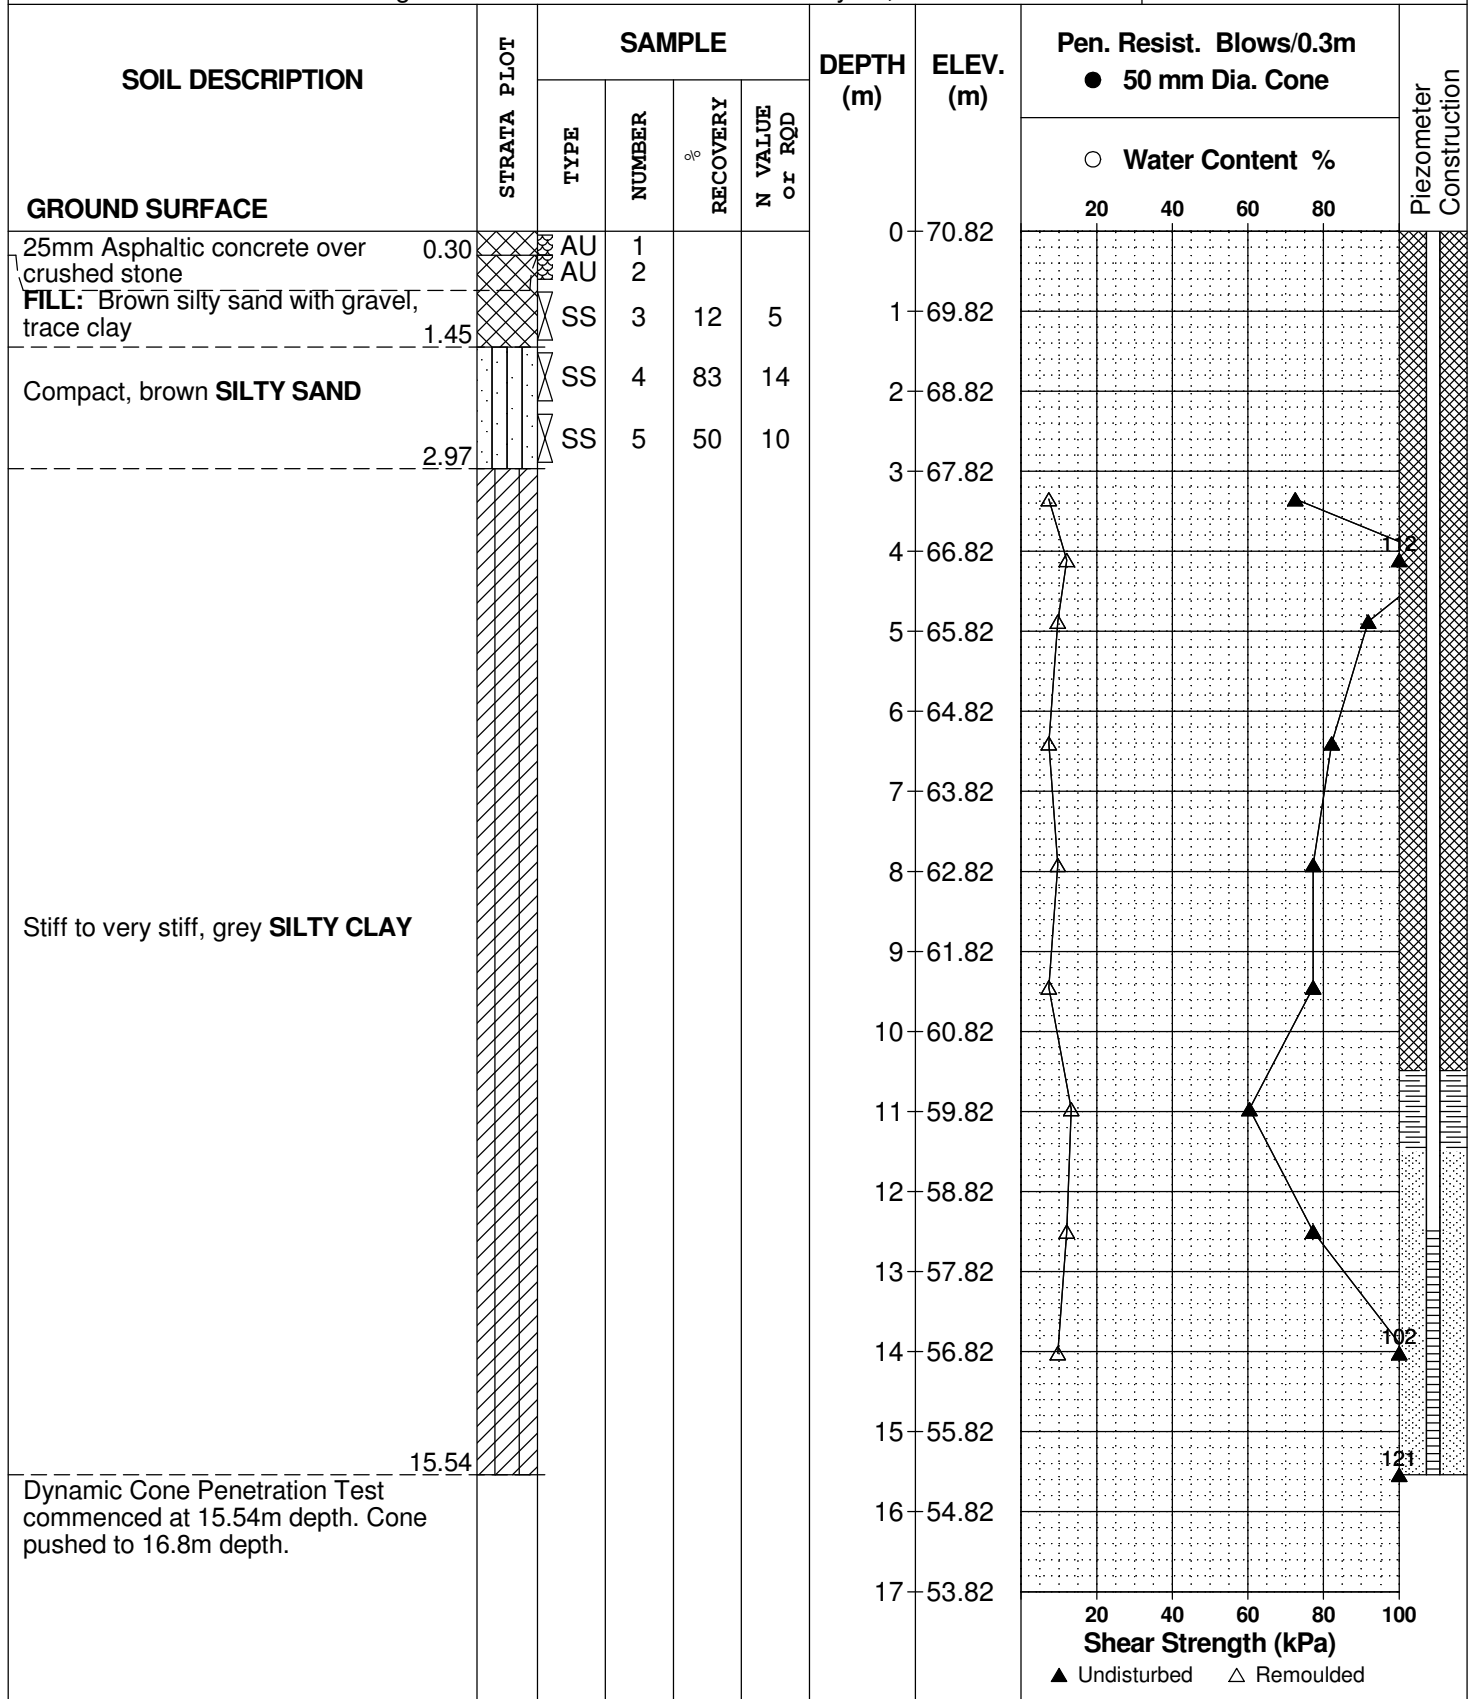 SOIL DESCRIPTION
GROUND SURFACE
STRATA PLOT
SAMPLE
TYPE
NUMBER
% RECOVERY
N VALUE or RQD
DEPTH (m)
ELEV. (m)
Pen. Resist. Blows/0.3m
● 50 mm Dia. Cone
○ Water Content %
20 40 60 80
Piezometer Construction
25mm Asphaltic concrete over 0.30
crushed stone
FILL: Brown silty sand with gravel,
trace clay 1.45
Compact, brown SILTY SAND
2.97
Stiff to very stiff, grey SILTY CLAY
15.54
Dynamic Cone Penetration Test
commenced at 15.54m depth. Cone
pushed to 16.8m depth.
AU 1
AU 2
SS 3 12 5
SS 4 83 14
SS 5 50 10
0 70.82
1 69.82
2 68.82
3 67.82
4 66.82
5 65.82
6 64.82
7 63.82
8 62.82
9 61.82
10 60.82
11 59.82
12 58.82
13 57.82
14 56.82
15 55.82
16 54.82
17 53.82
112
102
121
20 40 60 80 100
Shear Strength (kPa)
▲ Undisturbed △ Remoulded